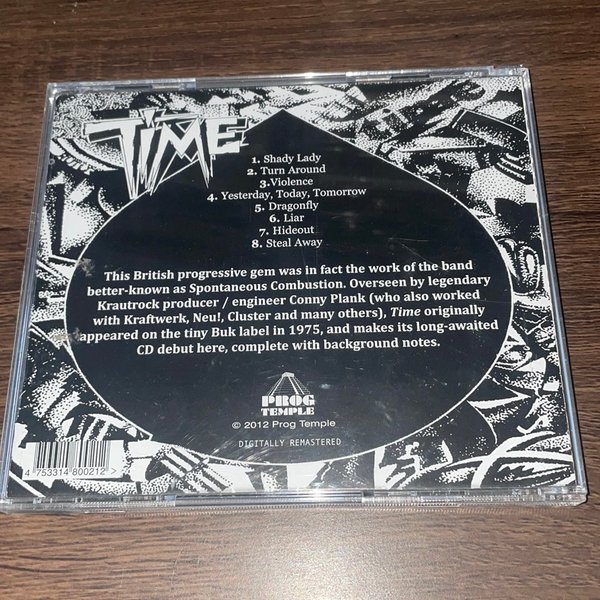 TIME
1. Shady Lady
2. Turn Around
3.Violence
4. Yesterday, Today, Tomorrow
5. Dragonfly
6. Liar
7. Hideout
8. Steal Away
This British progressive gem was in fact the work of the band
better-known as Spontaneous Combustion. Overseen by legendary
Krautrock producer / engineer Conny Plank (who also worked
with Kraftwerk, Neu!, Cluster and many others), Time originally
appeared on the tiny Buk label in 1975, and makes its long-awaited
CD debut here, complete with background notes.
PROG
TEMPLE
© 2012 Prog Temple
DIGITALLY REMASTERED
4 753314 800212 >